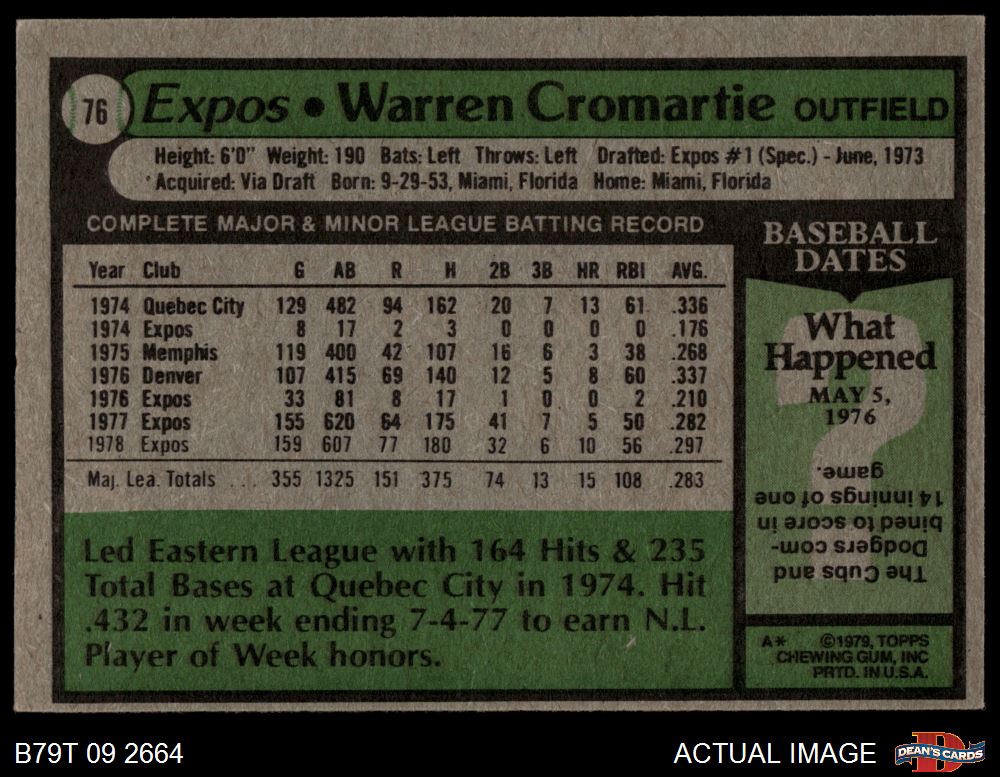 76
Expos • Warren Cromartie OUTFIELD
Height: 6'0" Weight: 190 Bats: Left Throws: Left Drafted: Expos #1 (Spec.) - June, 1973
Acquired: Via Draft Born: 9-29-53, Miami, Florida Home: Miami, Florida
COMPLETE MAJOR & MINOR LEAGUE BATTING RECORD
Year Club G AB R H 2B 3B HR RBI AVG.
1974 Quebec City 129 482 94 162 20 7 13 61 .336
1974 Expos 8 17 2 3 0 0 0 0 .176
1975 Memphis 119 400 42 107 16 6 3 38 .268
1976 Denver 107 415 69 140 12 5 8 60 .337
1976 Expos 33 81 8 17 1 0 0 2 .210
1977 Expos 155 620 64 175 41 7 5 50 .282
1978 Expos 159 607 77 180 32 6 10 56 .297
Maj. Lea. Totals ... 355 1325 151 375 74 13 15 108 .283
Led Eastern League with 164 Hits & 235
Total Bases at Quebec City in 1974. Hit
.432 in week ending 7-4-77 to earn N.L.
Player of Week honors.
BASEBALL
DATES
What
Happened
MAY 5,
1976
?
The Cubs and
Dodgers com-
bined to score in
14 innings of one
game.
A* ©1979, TOPPS
CHEWING GUM, INC
PRTD. IN U.S.A.
B79T 09 2664
ACTUAL IMAGE
DEAN'S CARDS